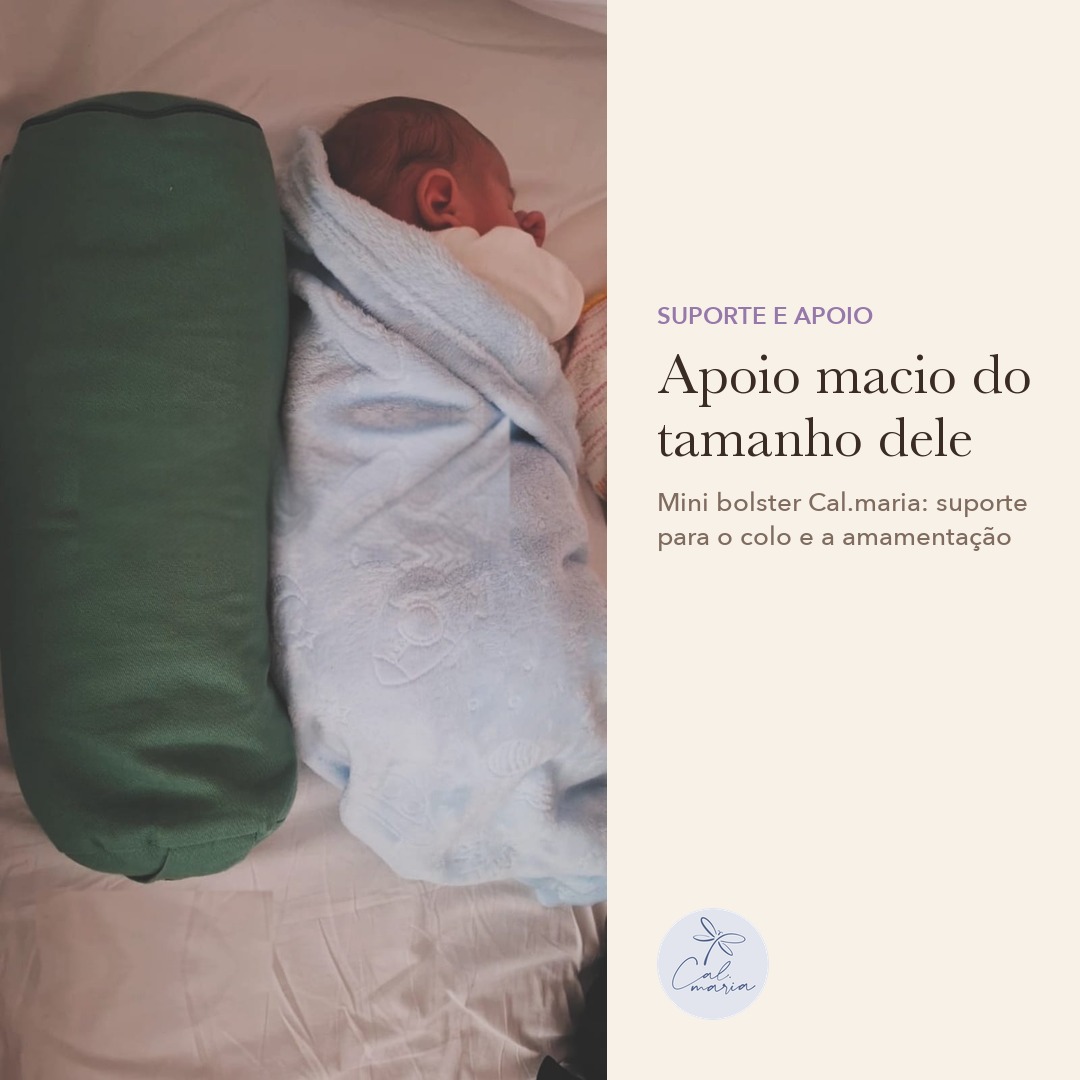 SUPORTE E APOIO
Apoio macio do
tamanho dele
Mini bolster Cal.maria: suporte
para o colo e a amamentação
Cal.
maria